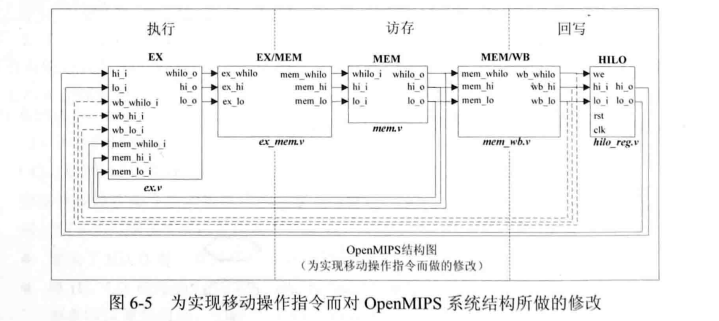 执行 访存 回写
EX EX/MEM MEM MEM/WB HILO
hi_i whilo_o ex_whilo mem_whilo whilo_i whilo_o mem_whilo wb_whilo we
lo_i hi_o ex_hi mem_hi hi_i hi_o mem_hi wb_hi hi_i hi_o
wb_whilo_i lo_o ex_lo mem_lo lo_i lo_o mem_lo wb_lo lo_i lo_o
wb_hi_i rst
wb_lo_i clk
mem_whilo_i ex_mem.v mem.v mem_wb.v hilo_reg.v
mem_hi_i
mem_lo_i
ex.v
OpenMIPS结构图
（为实现移动操作指令而做的修改）
图 6-5 为实现移动操作指令而对 OpenMIPS 系统结构所做的修改